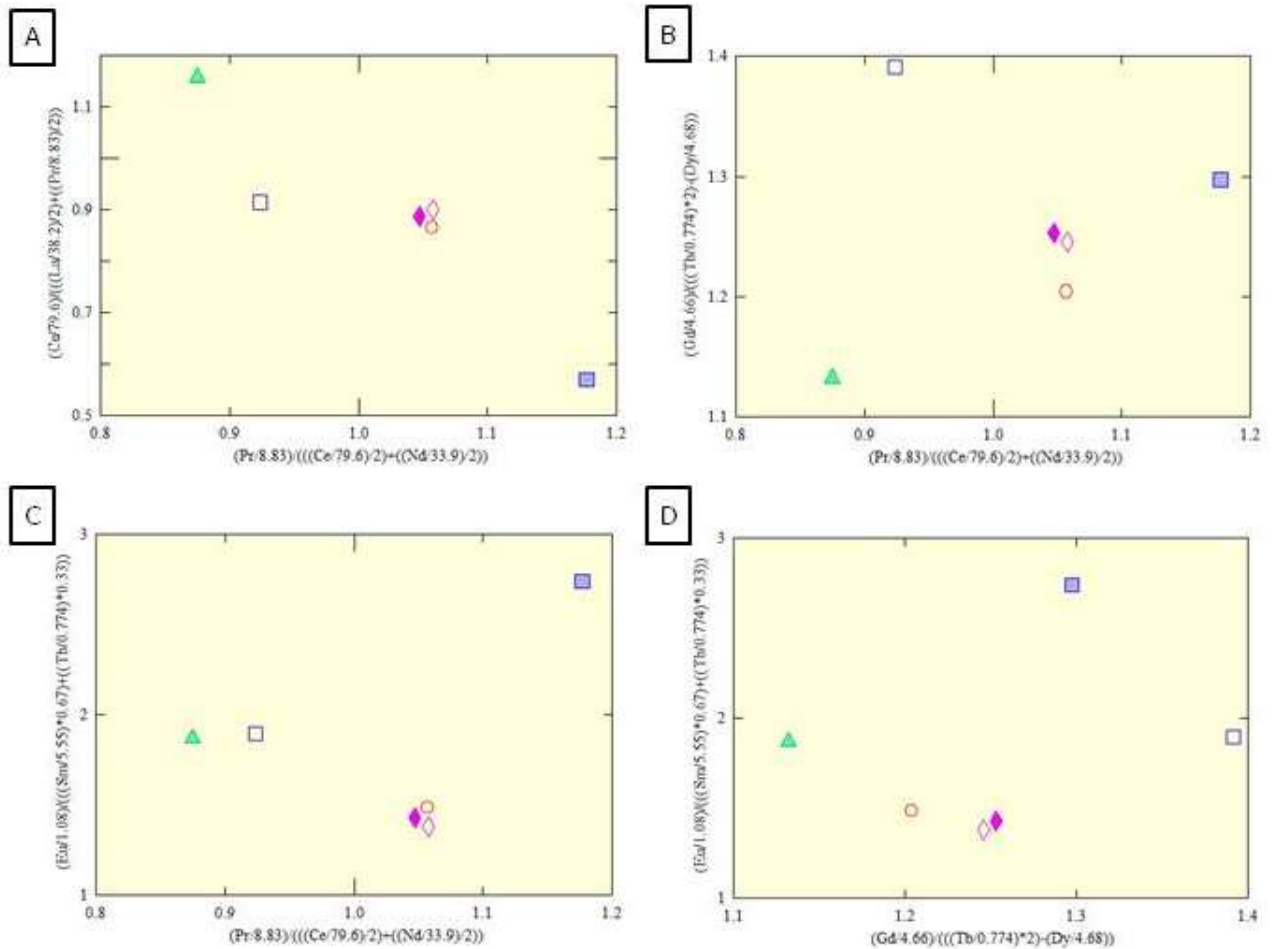 A
1.1
0.9
0.7
0.5
0.8
0.9
1.0
1.1
1.2
((Ce/79.6)/(((La/38.2)/2)+((Pr/8.83)/2))
(Pr/8.83)/(((Ce/79.6)/2)+((Nd/33.9)/2))
B
1.4
1.3
1.2
1.1
0.8
0.9
1.0
1.1
1.2
(Gd/4.66)/(((Tb/0.774)*2)-(Dy/4.68))
(Pr/8.83)/(((Ce/79.6)/2)+((Nd/33.9)/2))
C
3
2
1
0.8
0.9
1.0
1.1
1.2
(Eu/1.08)/(((Sm/5.55)*0.67)+((Tb/0.774)*0.33))
(Pr/8.83)/(((Ce/79.6)/2)+((Nd/33.9)/2))
D
3
2
1
1.1
1.2
1.3
1.4
(Eu/1.08)/(((Sm/5.55)*0.67)+((Tb/0.774)*0.33))
(Gd/4.66)/(((Tb/0.774)*2)-(Dy/4.68))